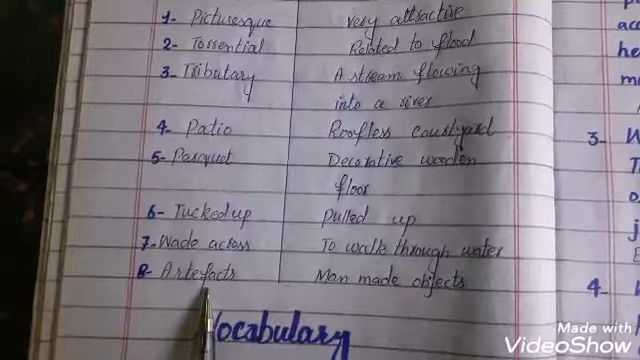 1- Picturesque very attractive
2- Torrential Related to flood
3- Tributary A stream flowing
into a river
4- Patio Roofless courtyard
5- Parquet Decorative wooden
floor
6- Tucked up Pulled up
7- Wade across To walk through water
8- Artefacts Man made objects
Vocabulary
acc
he
m
3-
4
Made with
VideoShow